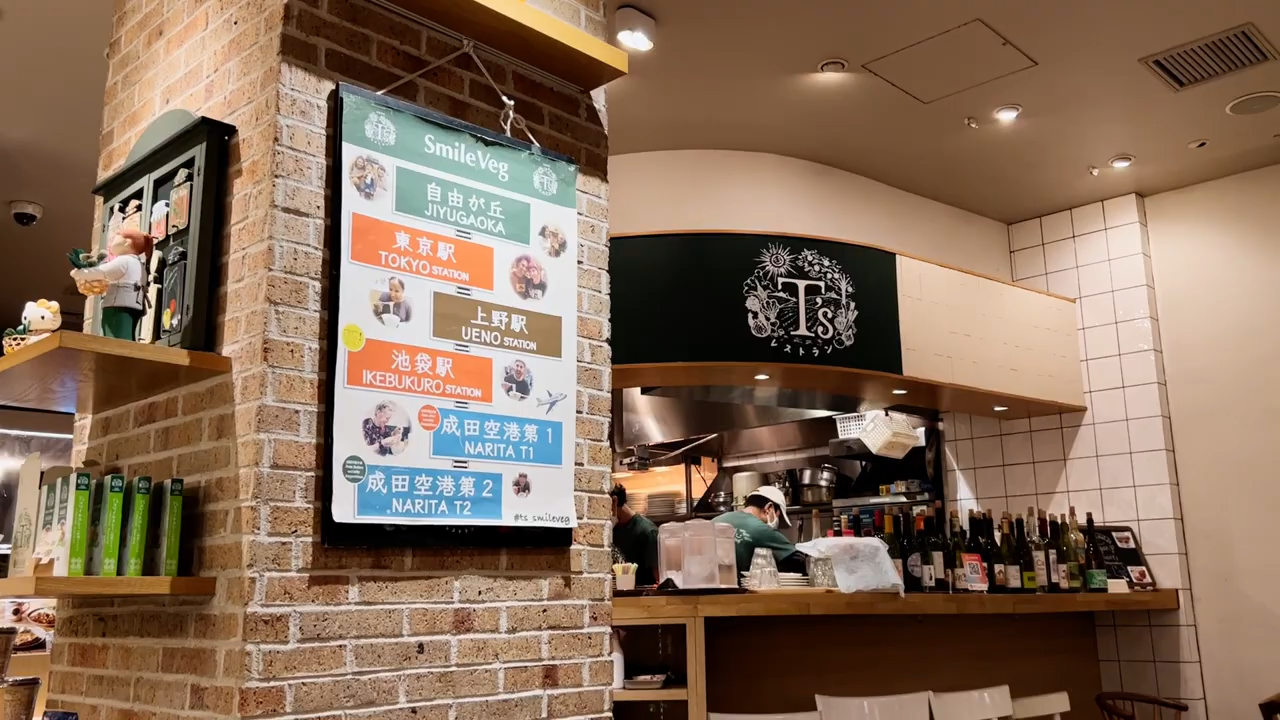 SmileVeg
自由が丘
JIYUGAOKA
東京駅
TOKYO STATION
上野駅
UENO STATION
池袋駅
IKEBUKURO STATION
成田空港第1
NARITA T1
成田空港第2
NARITA T2
#ts_smileveg
T's
レストラン